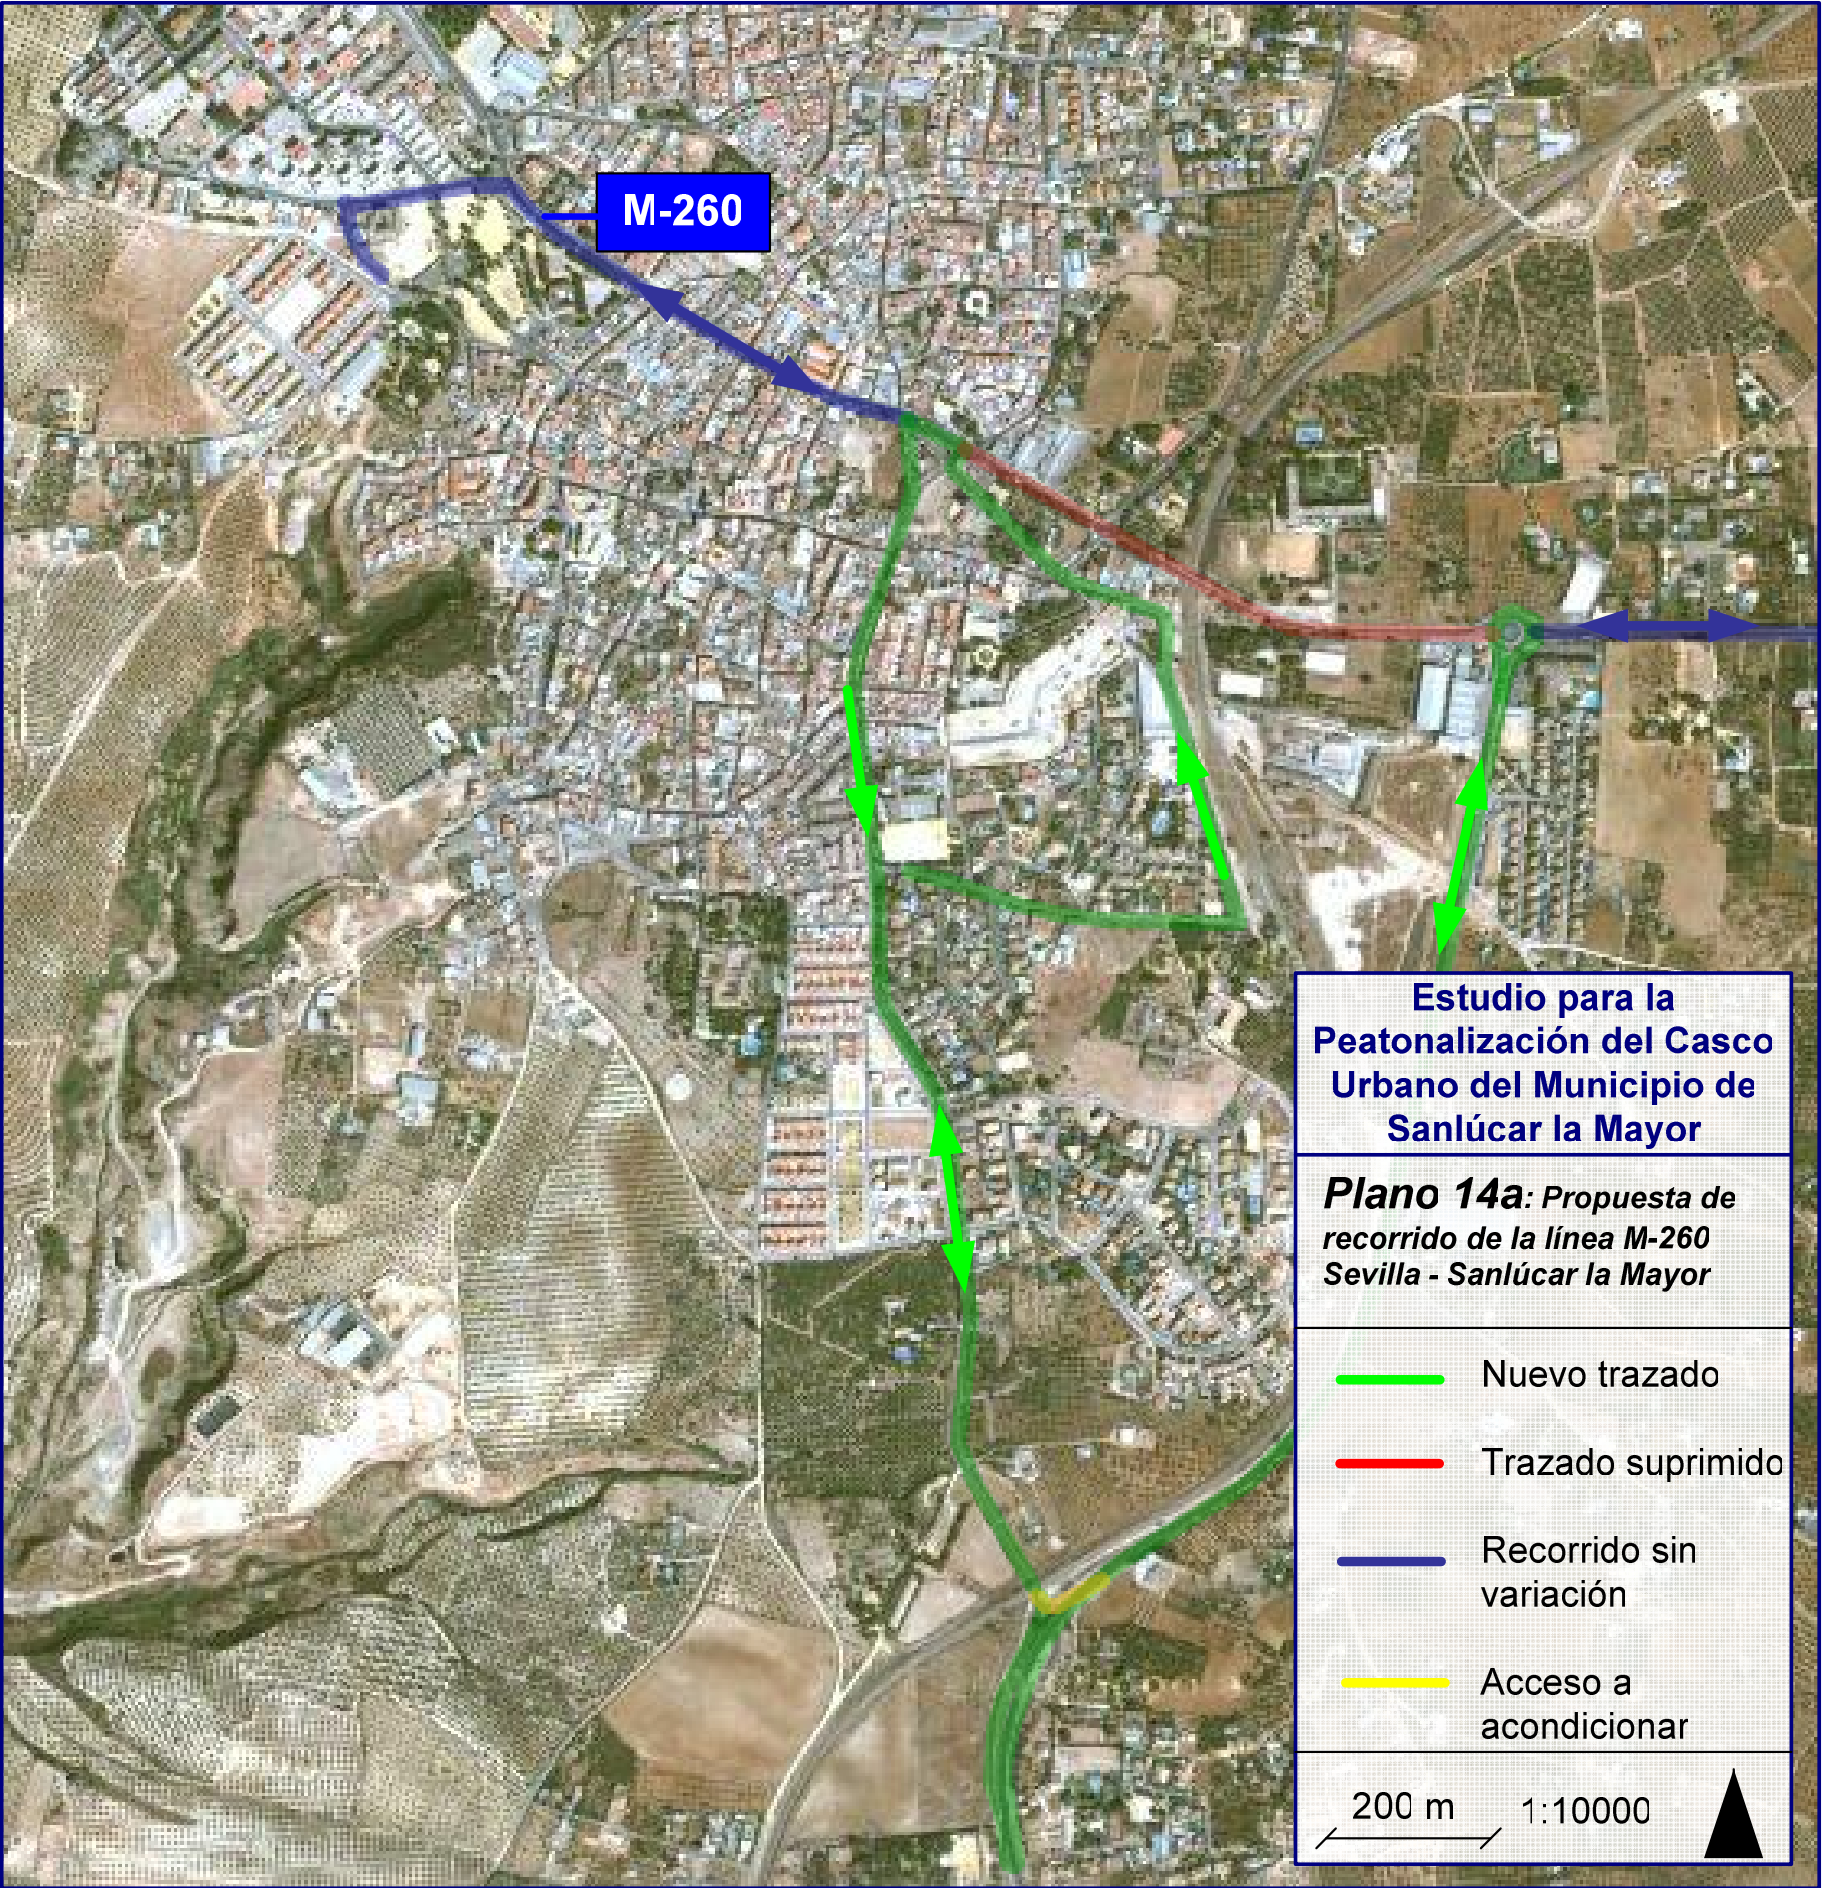 M-260
Estudio para la
Peatonalización del Casco
Urbano del Municipio de
Sanlúcar la Mayor
Plano 14a: Propuesta de
recorrido de la línea M-260
Sevilla - Sanlúcar la Mayor
Nuevo trazado
Trazado suprimido
Recorrido sin
variación
Acceso a
acondicionar
200 m 1:10000